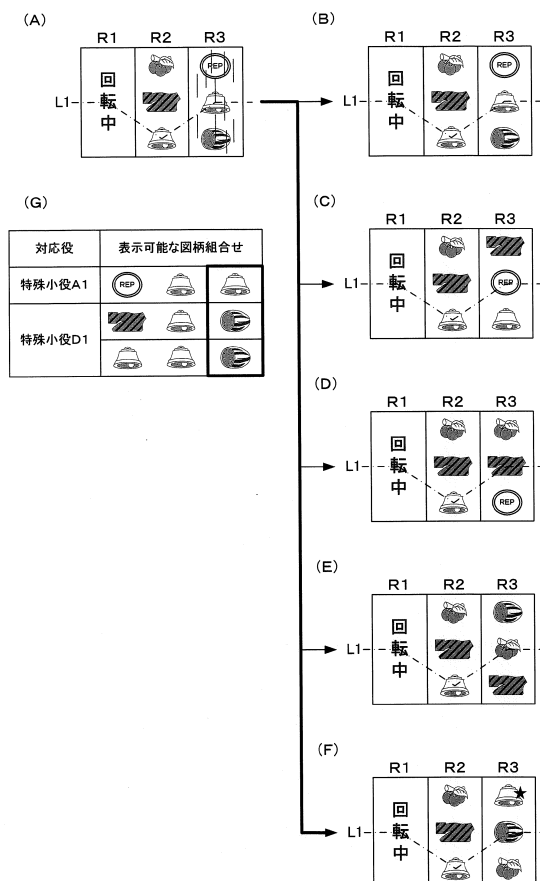 (A)
R1 R2 R3
REP
L1
回転中
(B)
R1 R2 R3
REP
L1
回転中
(G)
対応役 表示可能な図柄組合せ
特殊小役A1 REP
特殊小役D1
(C)
R1 R2 R3
L1
回転中
REP
(D)
R1 R2 R3
L1
回転中
REP
(E)
R1 R2 R3
L1
回転中
(F)
R1 R2 R3
L1
回転中